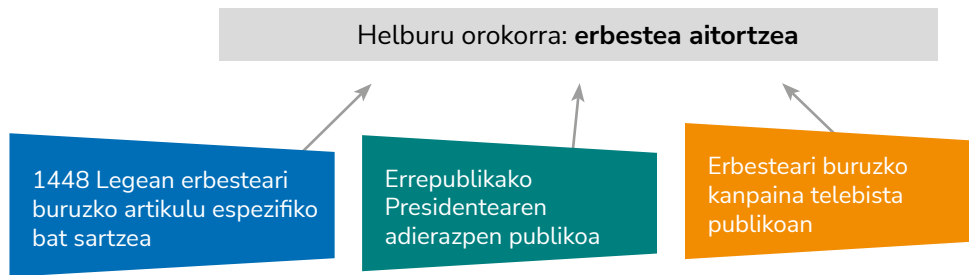 Helburu orokorra: erbestea aitortzea
1448 Legean erbesteari
buruzko artikulu espezifiko
bat sartzea
Errepublikako
Presidentearen
adierazpen publikoa
Erbesteari buruzko
kanpaina telebista
publikoan